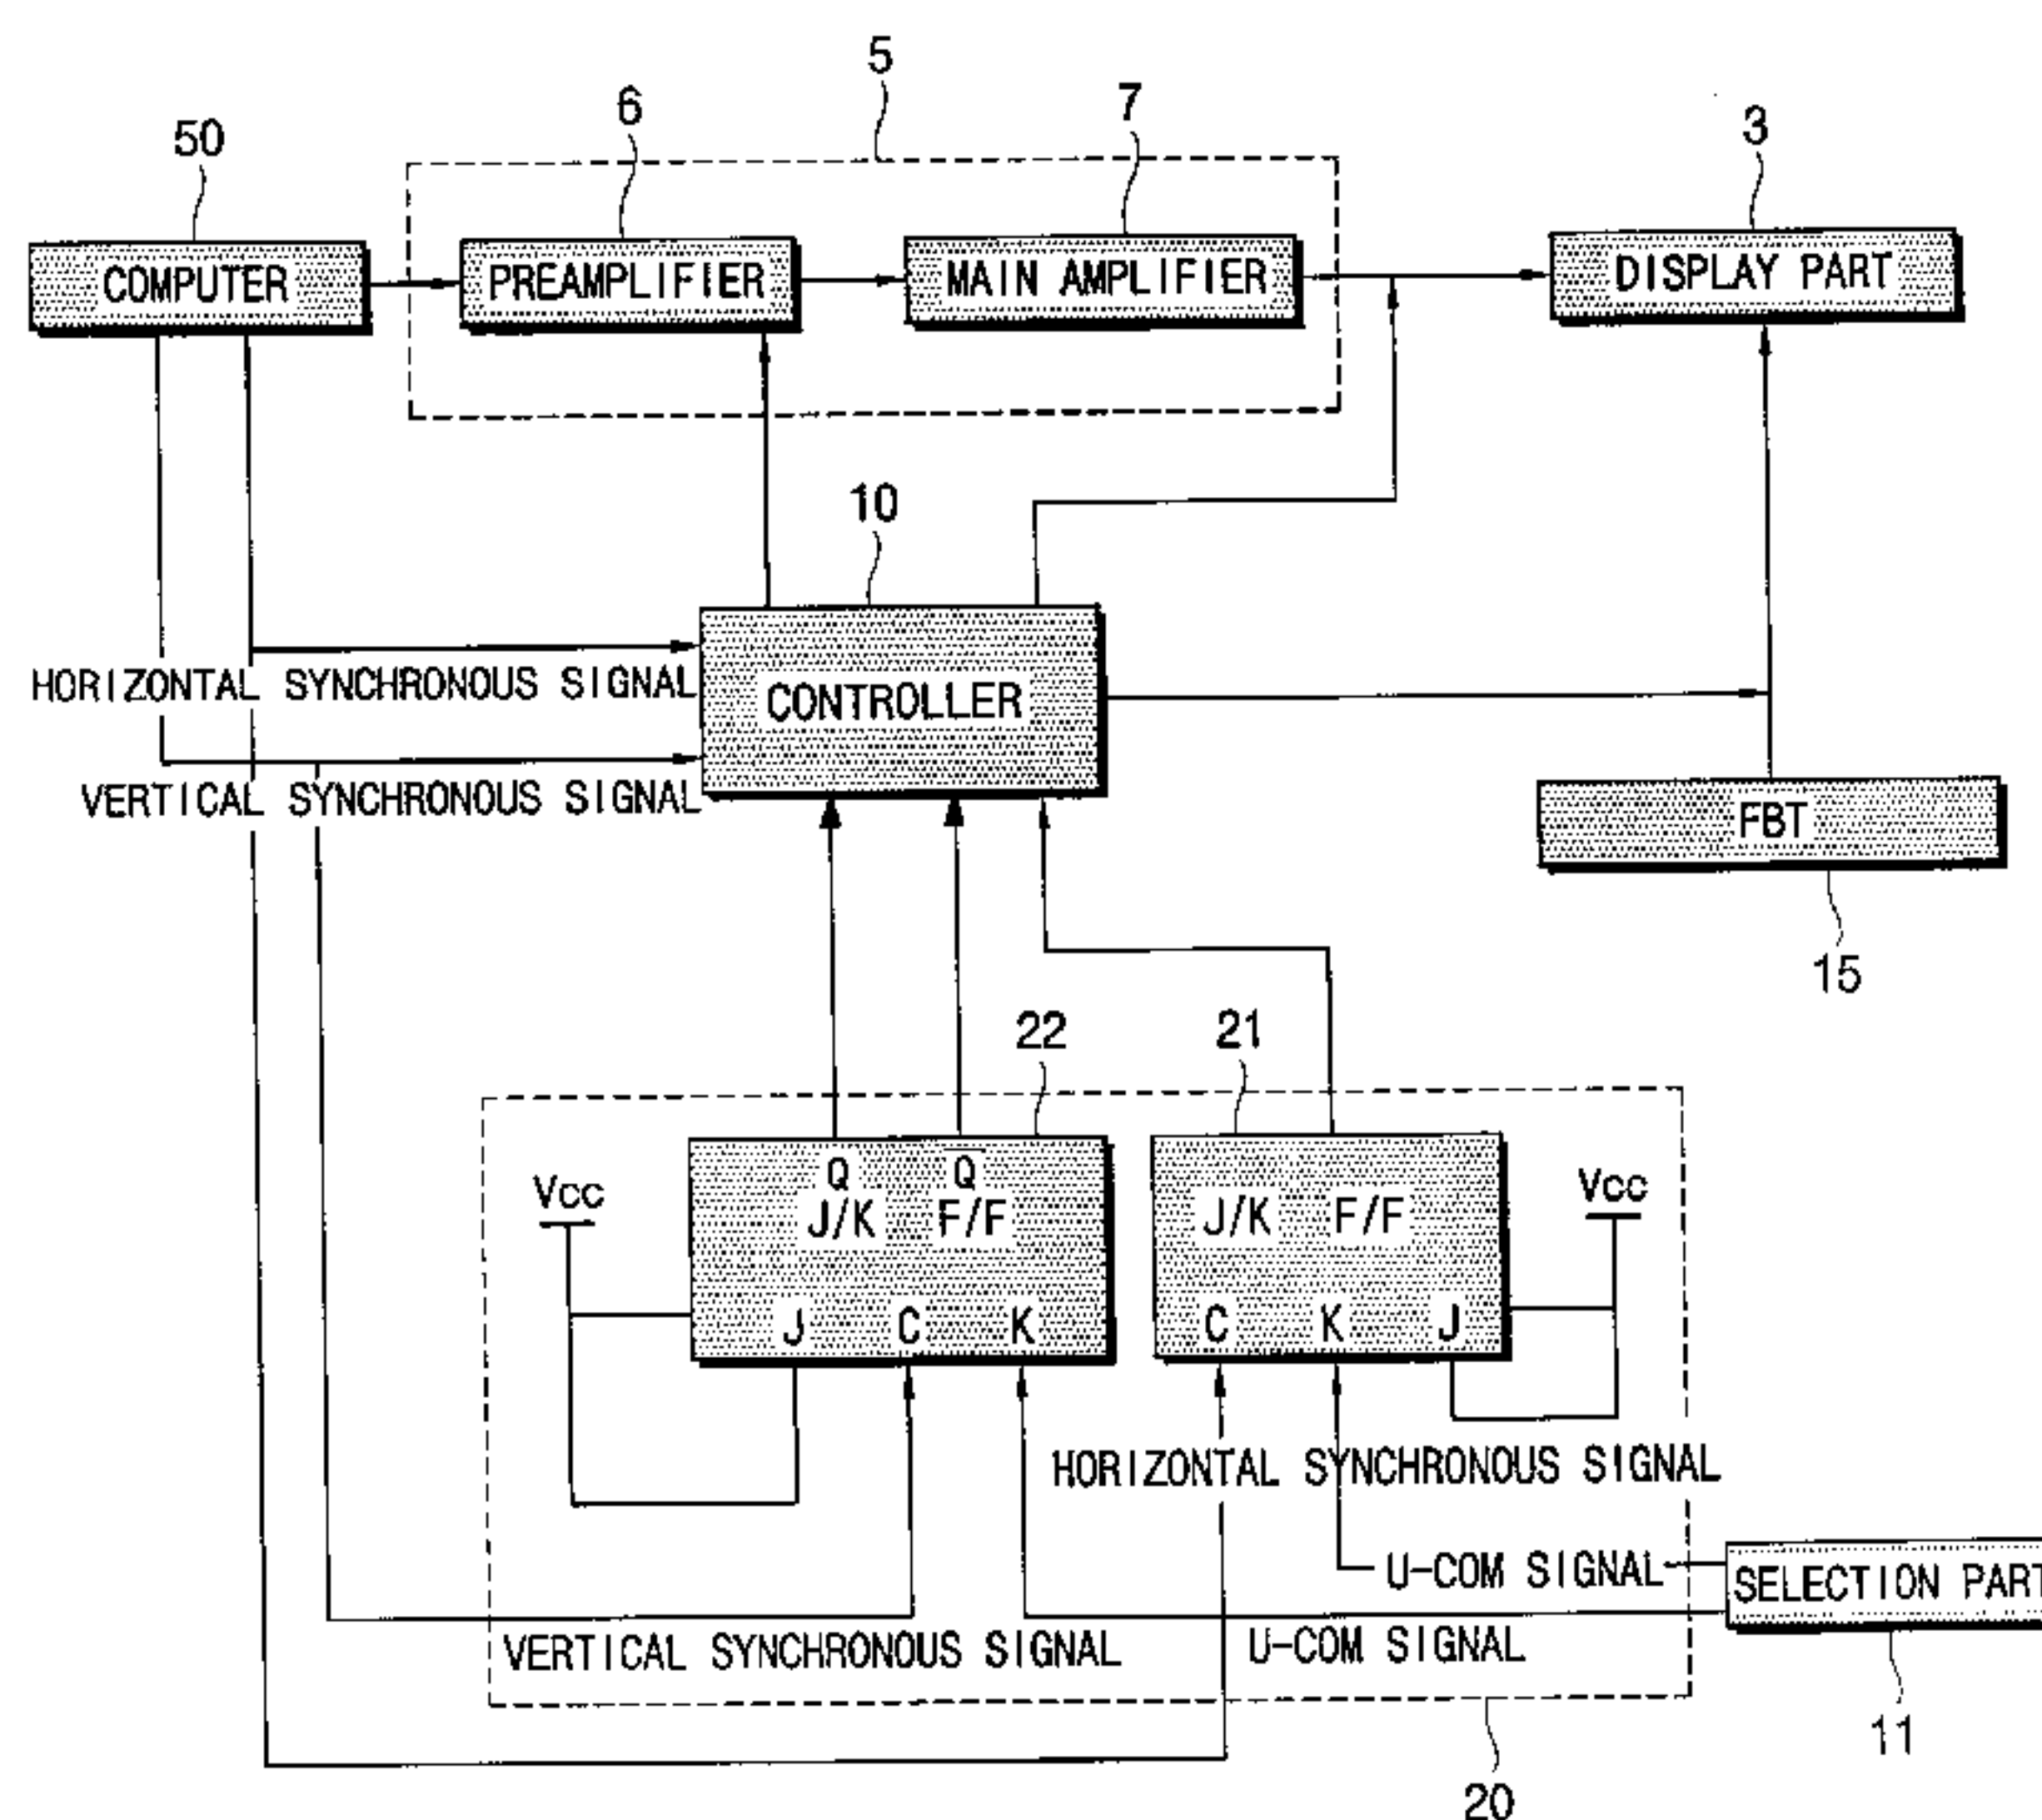 5
6
7
3
50
COMPUTER
PREAMPLIFIER
MAIN AMPLIFIER
DISPLAY PART
10
HORIZONTAL SYNCHRONOUS SIGNAL
CONTROLLER
VERTICAL SYNCHRONOUS SIGNAL
FBT
15
22
21
Vcc
Q Q̅
J/K F/F
J C K
J/K F/F
C K J
Vcc
HORIZONTAL SYNCHRONOUS SIGNAL
U-COM SIGNAL
SELECTION PART
VERTICAL SYNCHRONOUS SIGNAL
U-COM SIGNAL
11
20